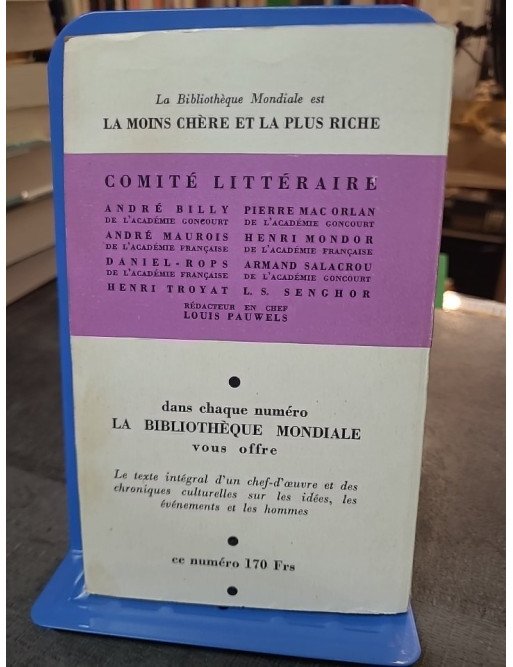 La Bibliothèque Mondiale est
LA MOINS CHÈRE ET LA PLUS RICHE
COMITÉ LITTÉRAIRE
ANDRÉ BILLY PIERRE MAC ORLAN
DE L'ACADÉMIE GONCOURT DE L'ACADÉMIE GONCOURT
ANDRÉ MAUROIS HENRI MONDOR
DE L'ACADÉMIE FRANÇAISE DE L'ACADÉMIE FRANÇAISE
DANIEL-ROPS ARMAND SALACROU
DE L'ACADÉMIE FRANÇAISE DE L'ACADÉMIE GONCOURT
HENRI TROYAT L. S. SENGHOR
RÉDACTEUR EN CHEF
LOUIS PAUWELS
dans chaque numéro
LA BIBLIOTHÈQUE MONDIALE
vous offre
Le texte intégral d'un chef-d'œuvre et des
chroniques culturelles sur les idées, les
événements et les hommes
ce numéro 170 Frs